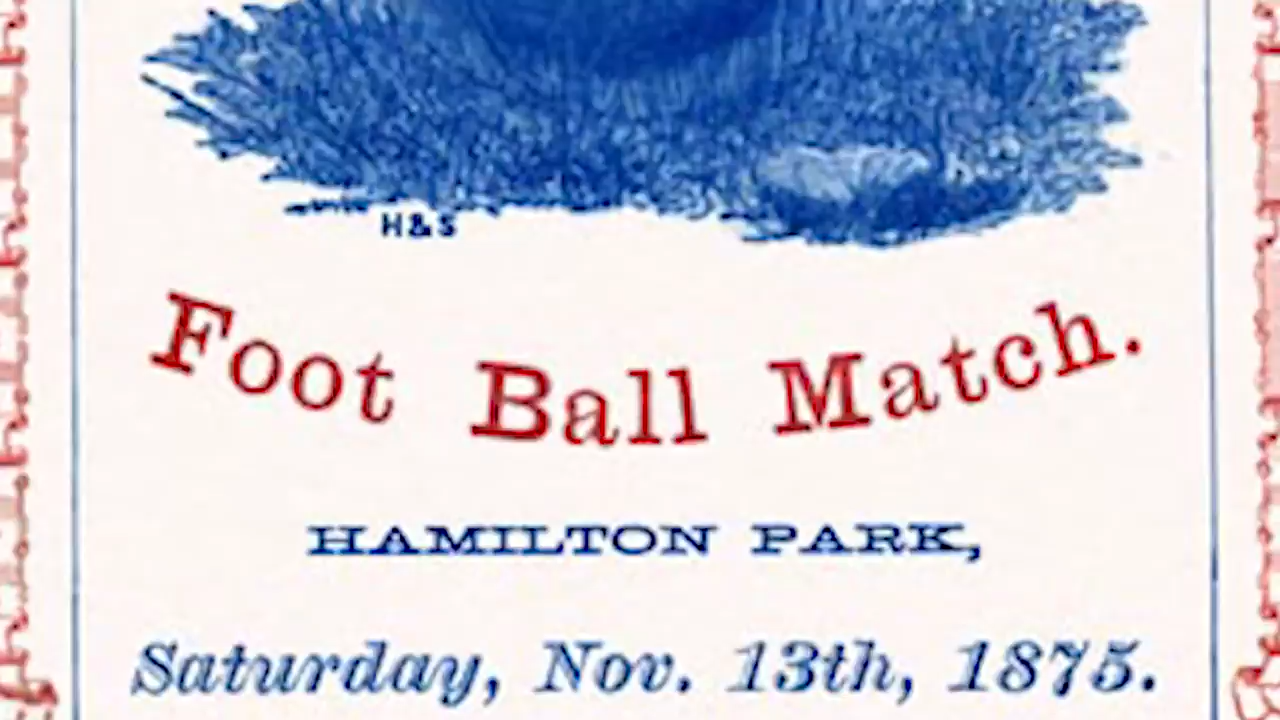 H&S
Foot Ball Match.
HAMILTON PARK,
Saturday, Nov. 13th, 1875.